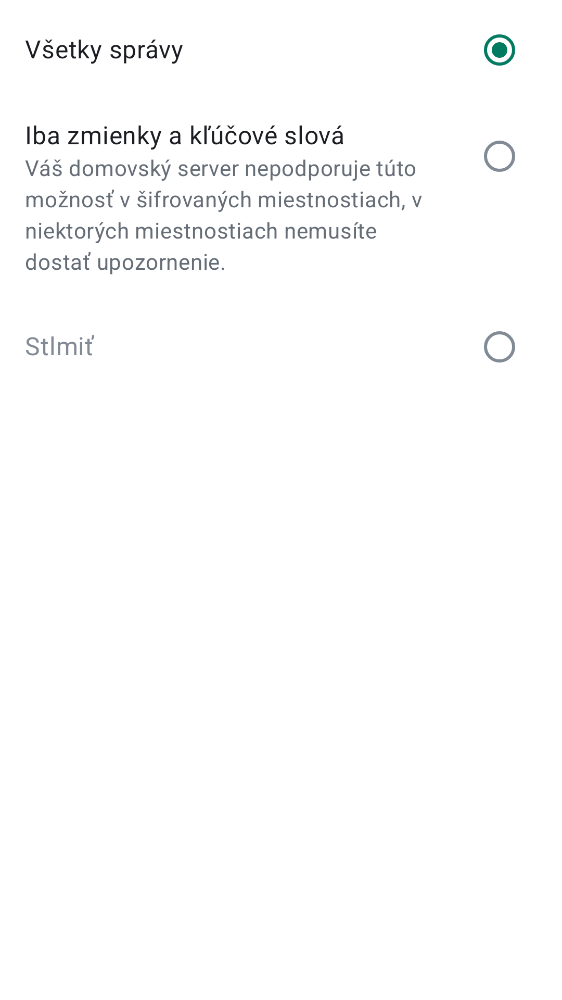 Všetky správy
Iba zmienky a kľúčové slová
Váš domovský server nepodporuje túto
možnosť v šifrovaných miestnostiach, v
niektorých miestnostiach nemusíte
dostať upozornenie.
Stlmiť